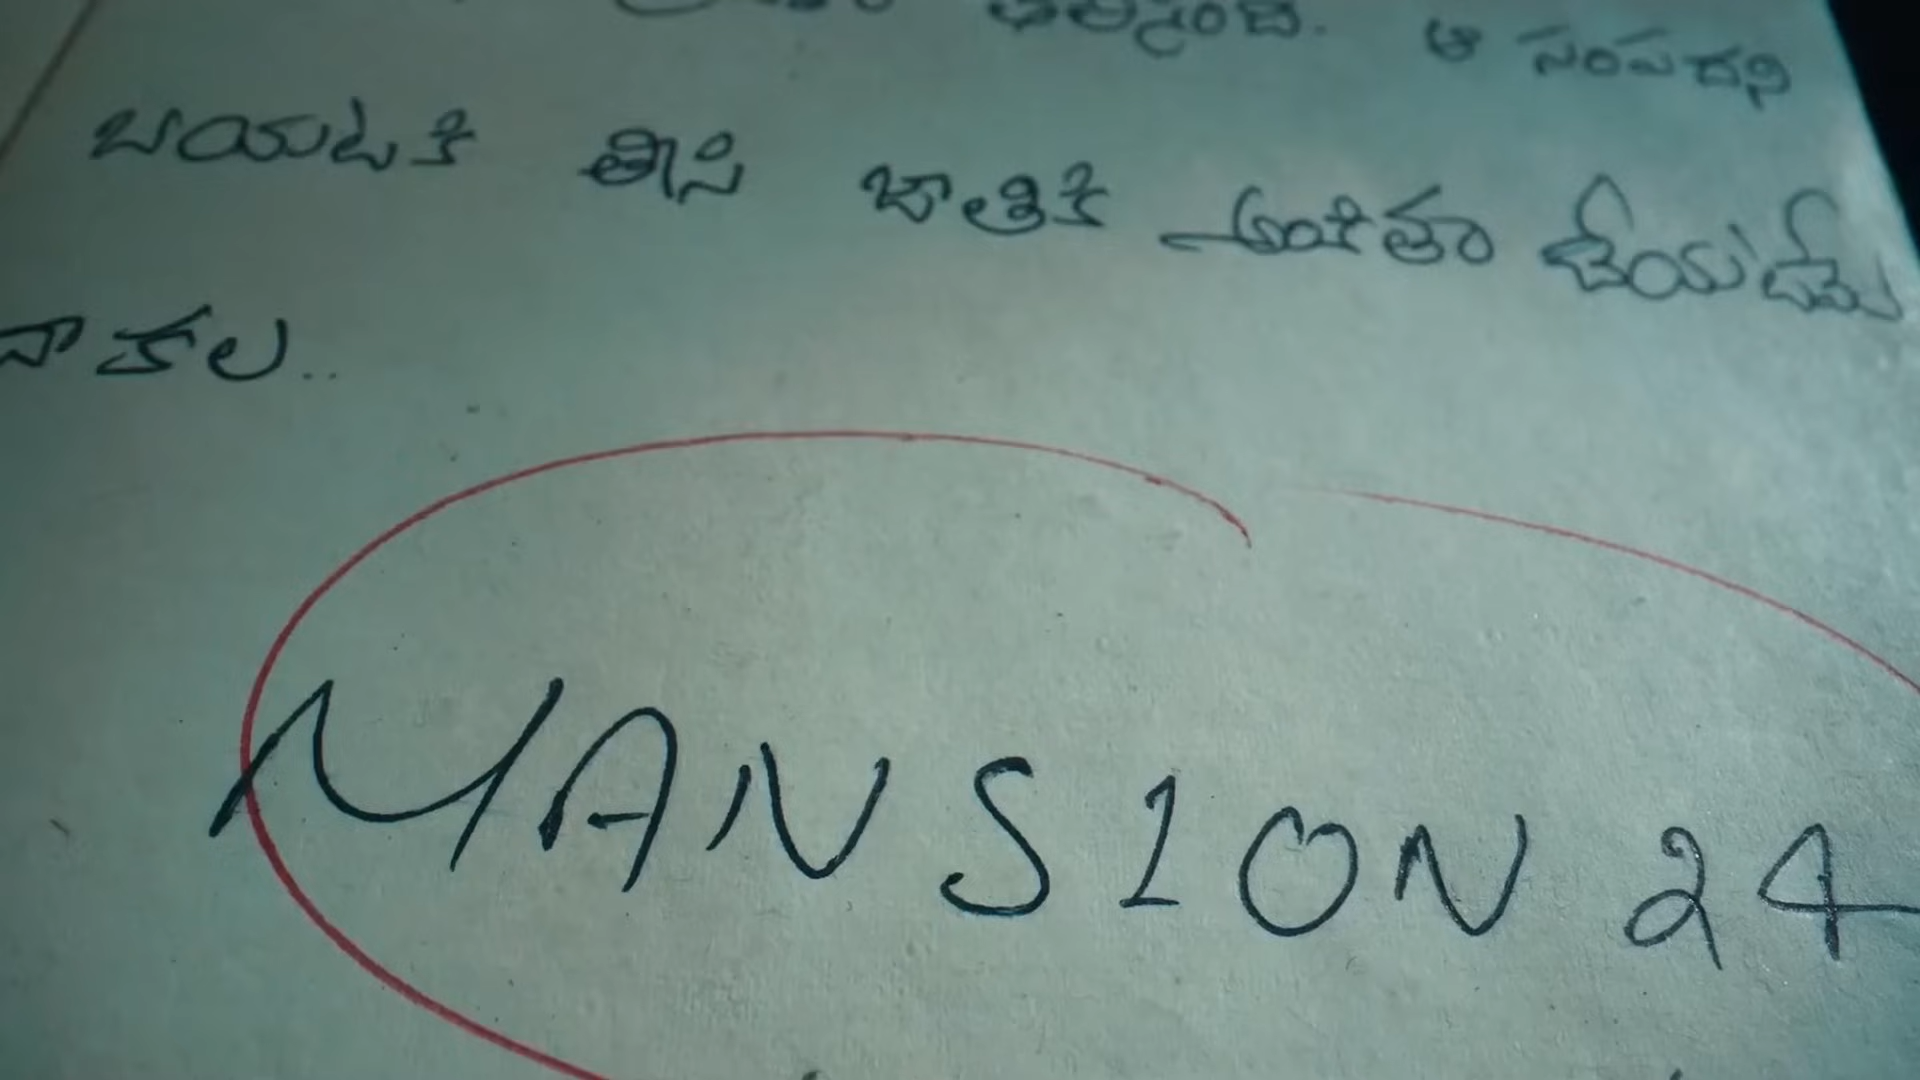 ఆ సంపదని
బయటకి తీసి జాతికి అంకితం చేయడమే
నా కల..
MANSION 24